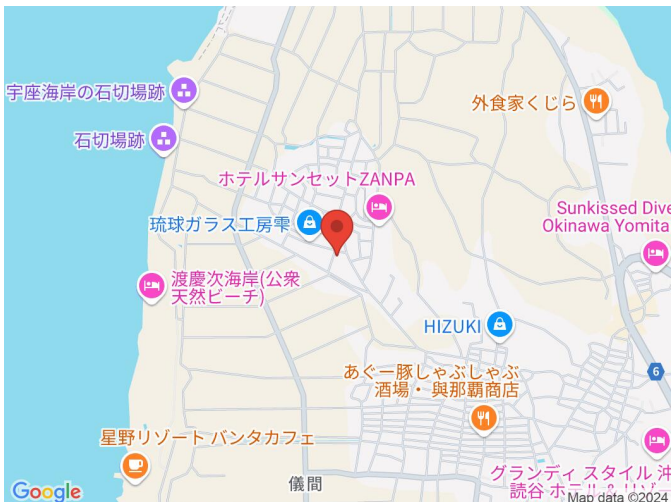 宇座海岸の石切場跡
外食家くじら
石切場跡
ホテルサンセットZANPA
琉球ガラス工房雫
Sunkissed Dive
Okinawa Yomita
渡慶次海岸(公衆
天然ビーチ)
HIZUKI
6
あぐー豚しゃぶしゃぶ
酒場・與那覇商店
星野リゾート バンタカフェ
グランディ スタイル 沖
読谷 ホテル & リゾ
儀間
Google
Map data ©2024